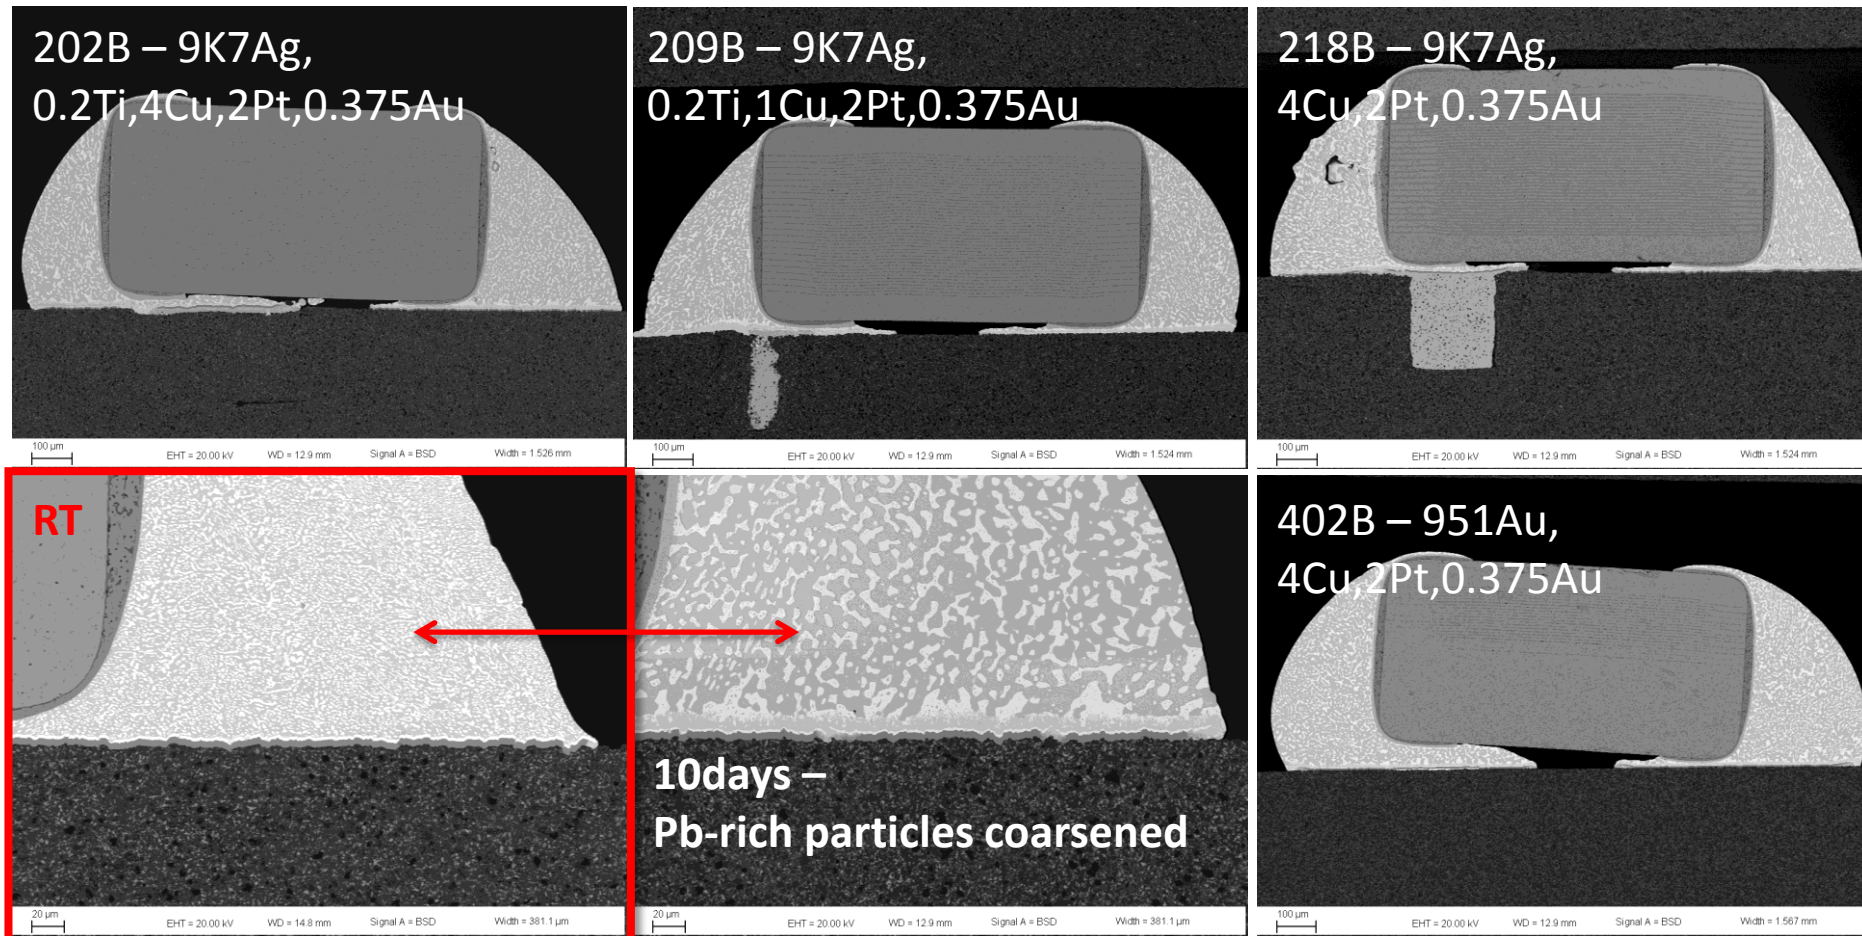 202B – 9K7Ag,
0.2Ti,4Cu,2Pt,0.375Au
100 µm
EHT = 20.00 kV WD = 12.9 mm Signal A = BSD Width = 1.526 mm
209B – 9K7Ag,
0.2Ti,1Cu,2Pt,0.375Au
100 µm
EHT = 20.00 kV WD = 12.9 mm Signal A = BSD Width = 1.524 mm
218B – 9K7Ag,
4Cu,2Pt,0.375Au
100 µm
EHT = 20.00 kV WD = 12.9 mm Signal A = BSD Width = 1.524 mm
RT
20 µm
EHT = 20.00 kV WD = 14.8 mm Signal A = BSD Width = 381.1 µm
10days –
Pb-rich particles coarsened
20 µm
EHT = 20.00 kV WD = 12.9 mm Signal A = BSD Width = 381.1 µm
402B – 951Au,
4Cu,2Pt,0.375Au
100 µm
EHT = 20.00 kV WD = 12.9 mm Signal A = BSD Width = 1.567 mm